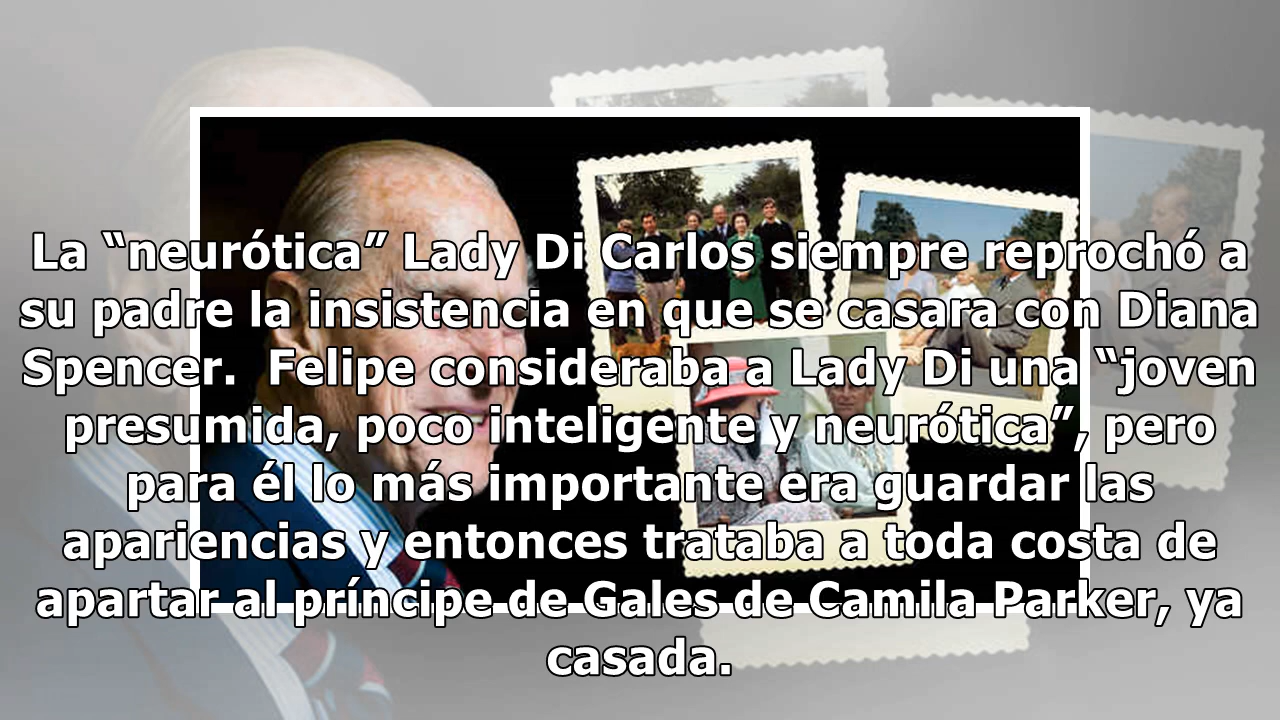 La “neurótica” Lady Di Carlos siempre reprochó a
su padre la insistencia en que se casara con Diana
Spencer.  Felipe consideraba a Lady Di una “joven
presumida, poco inteligente y neurótica”, pero
para él lo más importante era guardar las
apariencias y entonces trataba a toda costa de
apartar al príncipe de Gales de Camila Parker, ya
casada.